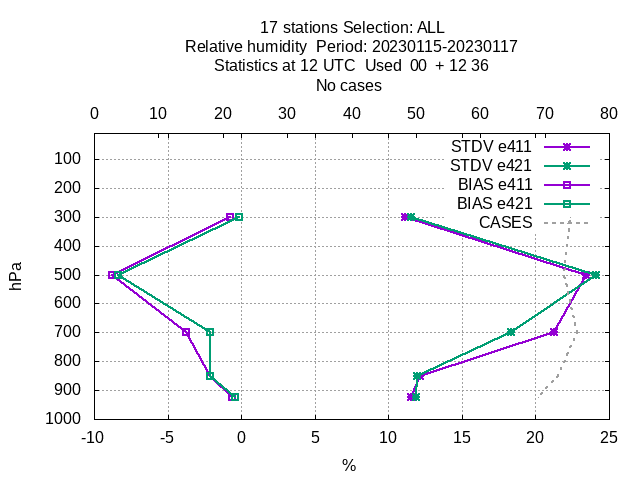 17 stations Selection: ALL
Relative humidity  Period: 20230115-20230117
Statistics at 12 UTC  Used  00  + 12 36
No cases
0 10 20 30 40 50 60 70 80
STDV e411
STDV e421
BIAS e411
BIAS e421
CASES
100
200
300
400
500
600
700
800
900
1000
hPa
-10 -5 0 5 10 15 20 25
%